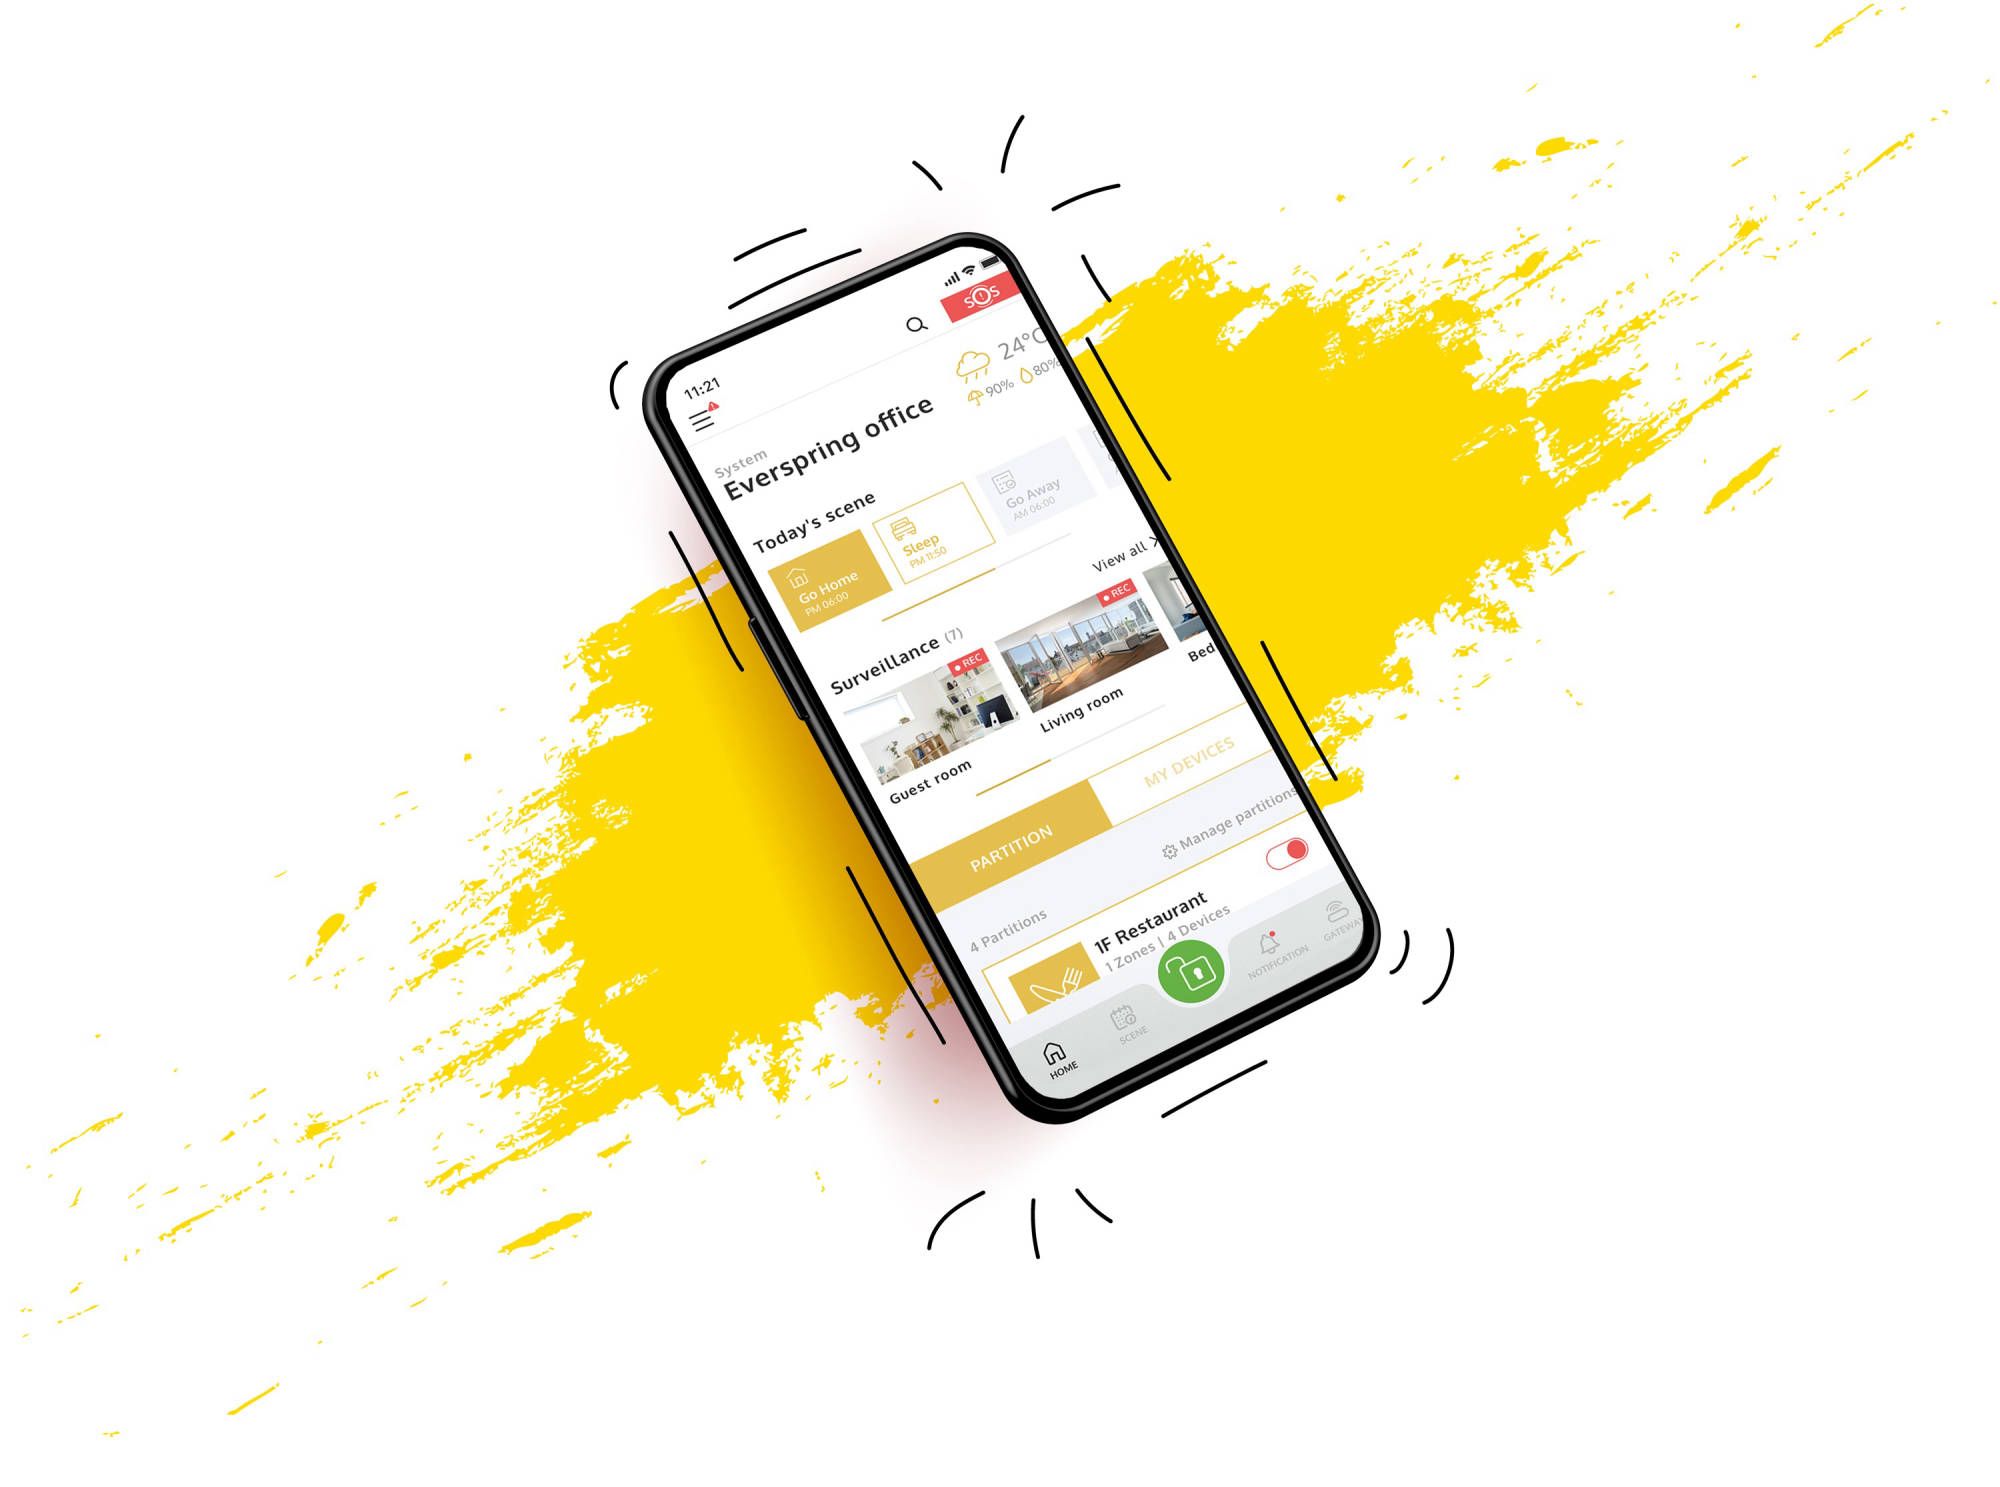 11:21
SOS
24°C
90% 80%
System
Everspring office
Today's scene
Go Home
PM 06:00
Sleep
PM 11:50
Go Away
AM 06:00
Surveillance (7)
View all
REC
REC
Guest room
Living room
Bed
PARTITION
MY DEVICES
4 Partitions
Manage partitions
1F Restaurant
1 Zones | 4 Devices
HOME
SCENE
NOTIFICATION
GATEWAY